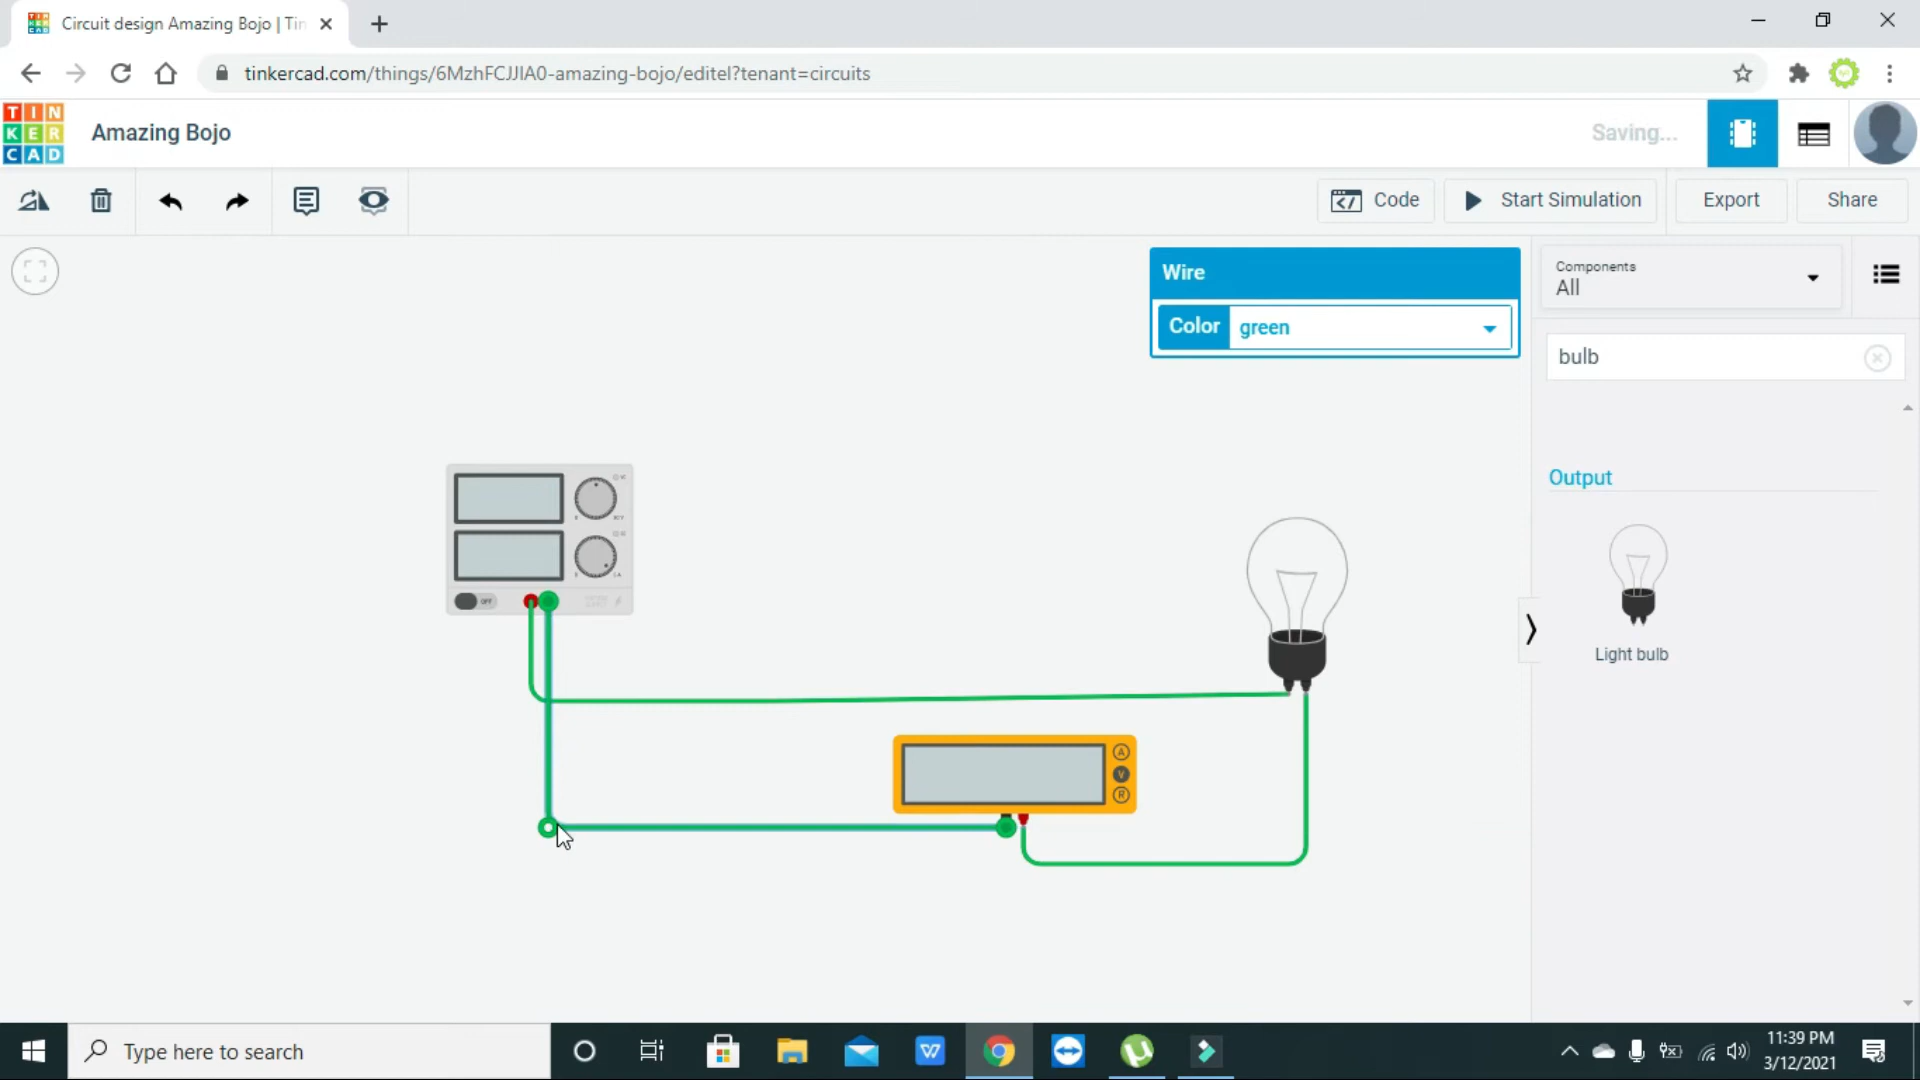 Circuit design Amazing Bojo | Tin
tinkercad.com/things/6MzhFCJJIA0-amazing-bojo/editel?tenant=circuits
TIN
KER
CAD
Amazing Bojo
Saving...
Code
Start Simulation
Export
Share
Wire
Color
green
Components
All
bulb
Output
Light bulb
OFF
A
V
R
Type here to search
11:39 PM
3/12/2021